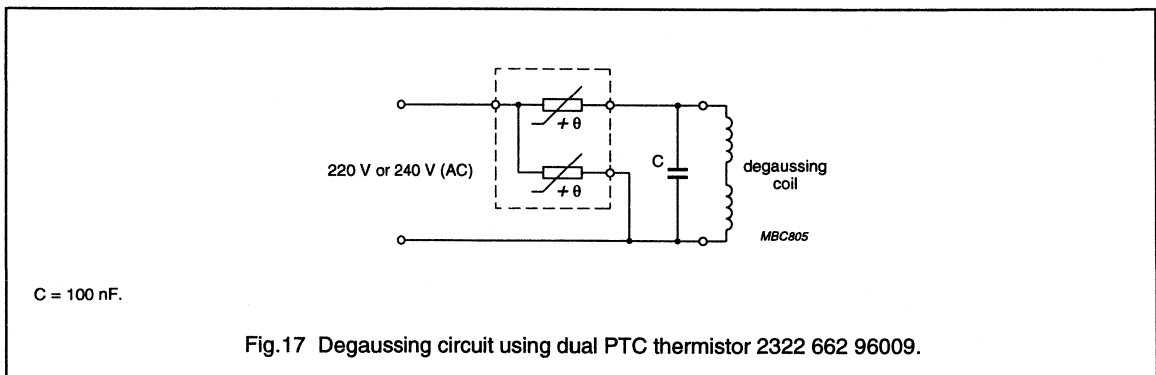 + θ
220 V or 240 V (AC)
+ θ
C
degaussing
coil
MBC805
C = 100 nF.
Fig.17 Degaussing circuit using dual PTC thermistor 2322 662 96009.